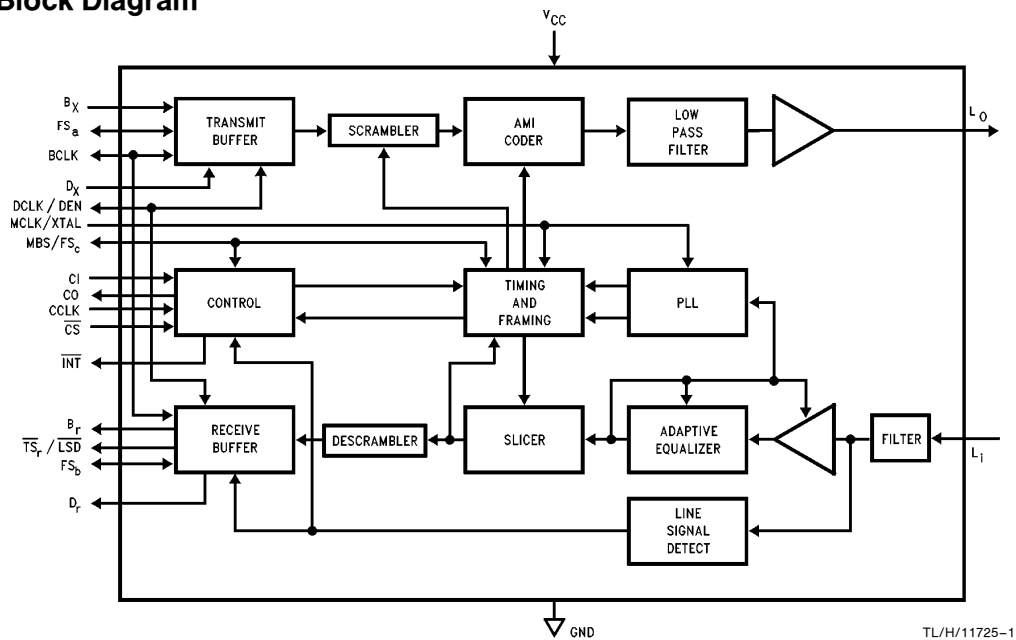 Block Diagram
VCC
BX
FSa
BCLK
DX
DCLK / DEN
MCLK/XTAL
MBS/FSc
CI
CO
CCLK
CS
INT
Br
TSr / LSD
FSb
Dr
TRANSMIT
BUFFER
SCRAMBLER
AMI
CODER
LOW
PASS
FILTER
LO
CONTROL
TIMING
AND
FRAMING
PLL
RECEIVE
BUFFER
DESCRAMBLER
SLICER
ADAPTIVE
EQUALIZER
FILTER
Li
LINE
SIGNAL
DETECT
GND
TL/H/11725–1